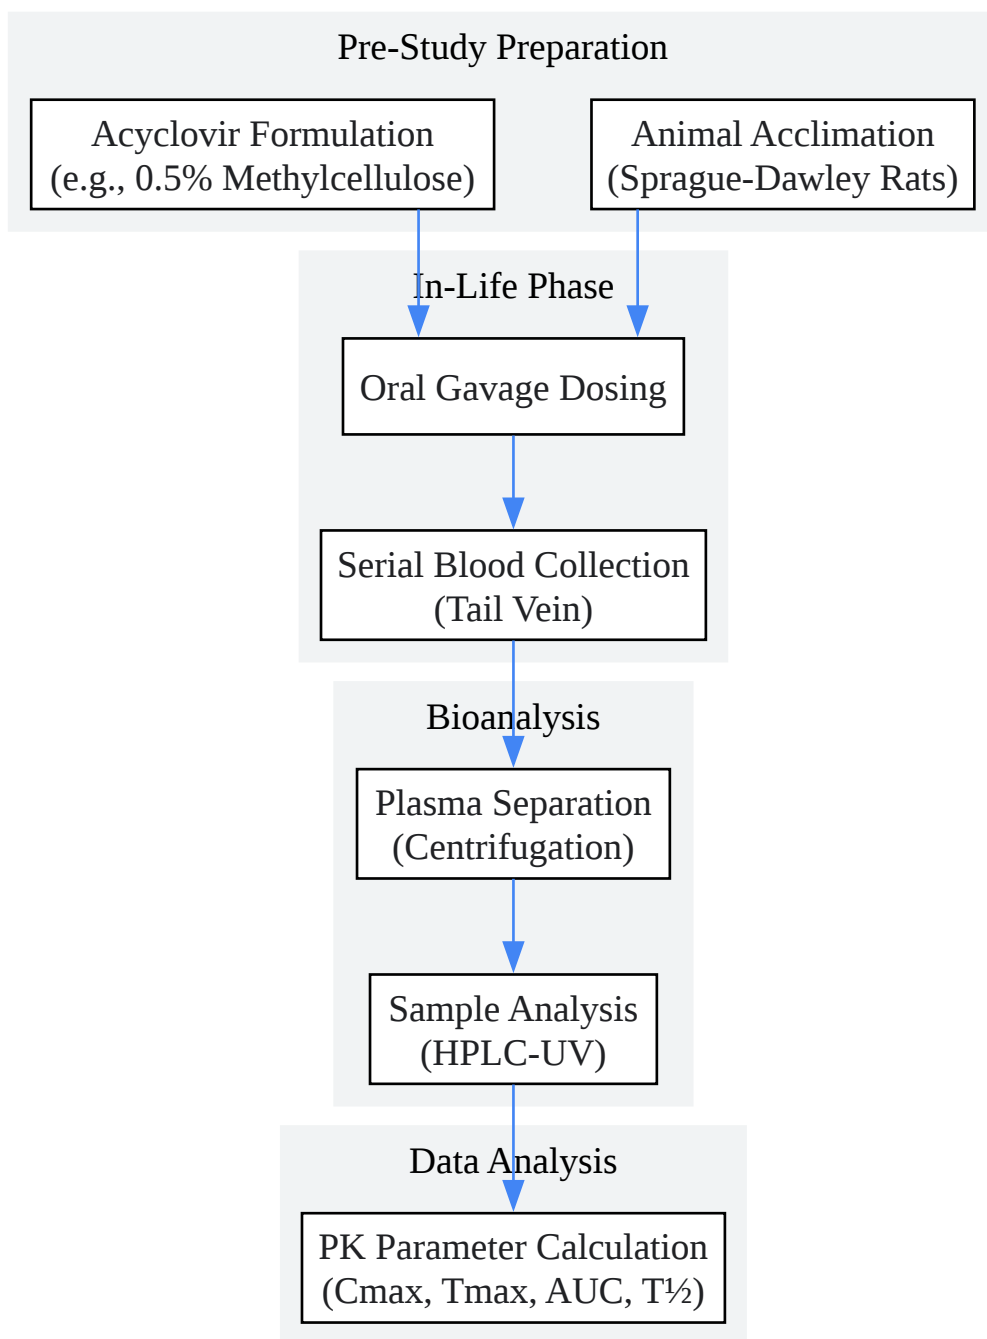 Pre-Study Preparation
Acyclovir Formulation
(e.g., 0.5% Methylcellulose)
Animal Acclimation
(Sprague-Dawley Rats)
In-Life Phase
Oral Gavage Dosing
Serial Blood Collection
(Tail Vein)
Bioanalysis
Plasma Separation
(Centrifugation)
Sample Analysis
(HPLC-UV)
Data Analysis
PK Parameter Calculation
(Cmax, Tmax, AUC, T½)